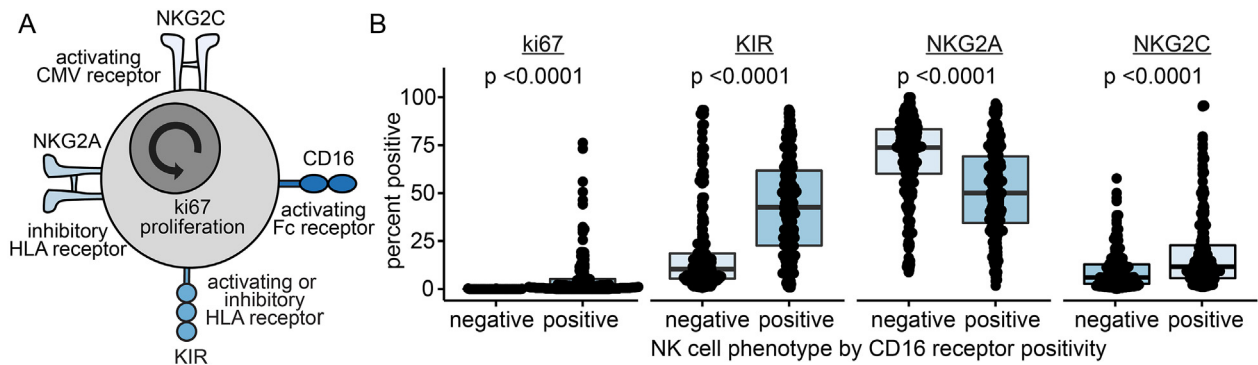 A
NKG2C
activating
CMV receptor
NKG2A
CD16
ki67
proliferation
activating
Fc receptor
inhibitory
HLA receptor
activating or
inhibitory
HLA receptor
KIR
B
ki67 KIR NKG2A NKG2C
p <0.0001 p <0.0001 p <0.0001 p <0.0001
percent positive
100
75
50
25
0
negative positive negative positive negative positive negative positive
NK cell phenotype by CD16 receptor positivity